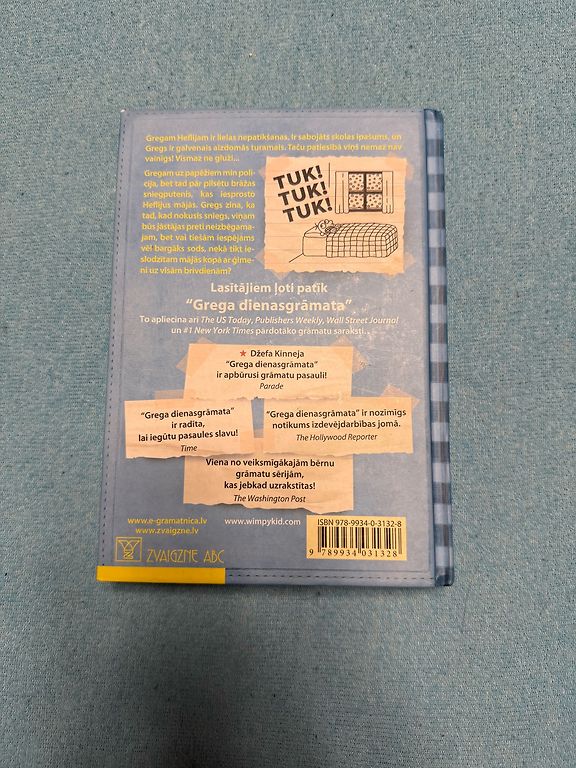 Gregam Heflijam ir lielas nepatikšanas. Ir sabojāts skolas īpašums, un
Gregs ir galvenais aizdomās turamais. Taču patiesībā viņš nemaz nav
vainīgs! Vismaz ne gluži...
Gregam uz papēžiem min poli-
cija, bet tad pār pilsētu brāžas
sniegputenis, kas iesprosto
Heflijus mājās. Gregs zina, ka
tad, kad nokusīs sniegs, viņam
būs jāstājas pretī neizbēgama-
jam, bet vai tiešām iespējams
vēl bargāks sods, nekā tikt ie-
slodzītam mājās kopā ar ģime-
ni uz visām brīvdienām?
TUK!
TUK!
TUK!
Lasītājiem ļoti patīk
“Grega dienasgrāmata”
To apliecina arī The US Today, Publishers Weekly, Wall Street Journal
un #1 New York Times pārdotāko grāmatu saraksti...
★ Džefa Kinneja
“Grega dienasgrāmata”
ir apbūrusi grāmatu pasauli!
Parade
“Grega dienasgrāmata”
ir radīta,
lai iegūtu pasaules slavu!
Time
“Grega dienasgrāmata” ir nozīmīgs
notikums izdevējdarbības jomā.
The Hollywood Reporter
Viena no veiksmīgākajām bērnu
grāmatu sērijām,
kas jebkad uzrakstītas!
The Washington Post
www.e-gramatnica.lv
www.zvaigzne.lv
www.wimpykid.com
ISBN 978-9934-0-3132-8
9 789934 031328
ZVAIGZNE ABC